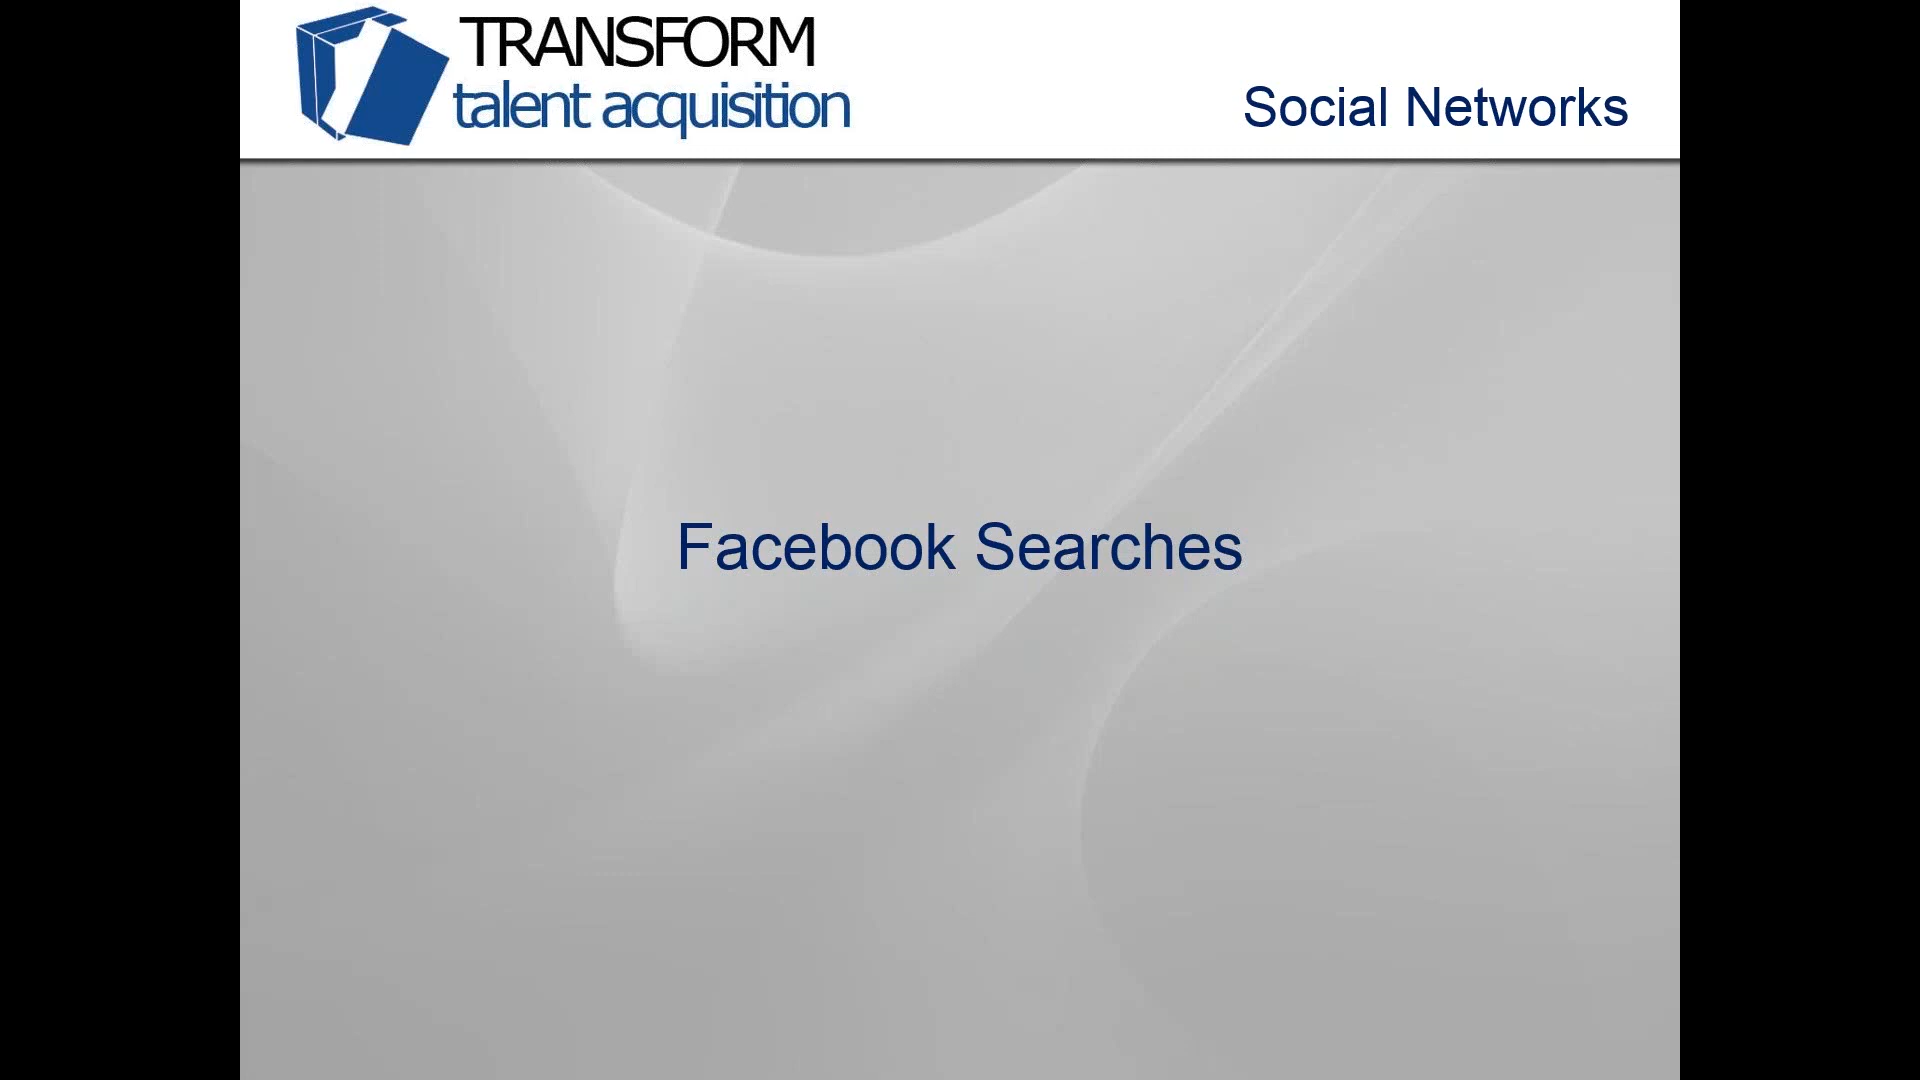 TRANSFORM
talent acquisition
Social Networks
Facebook Searches